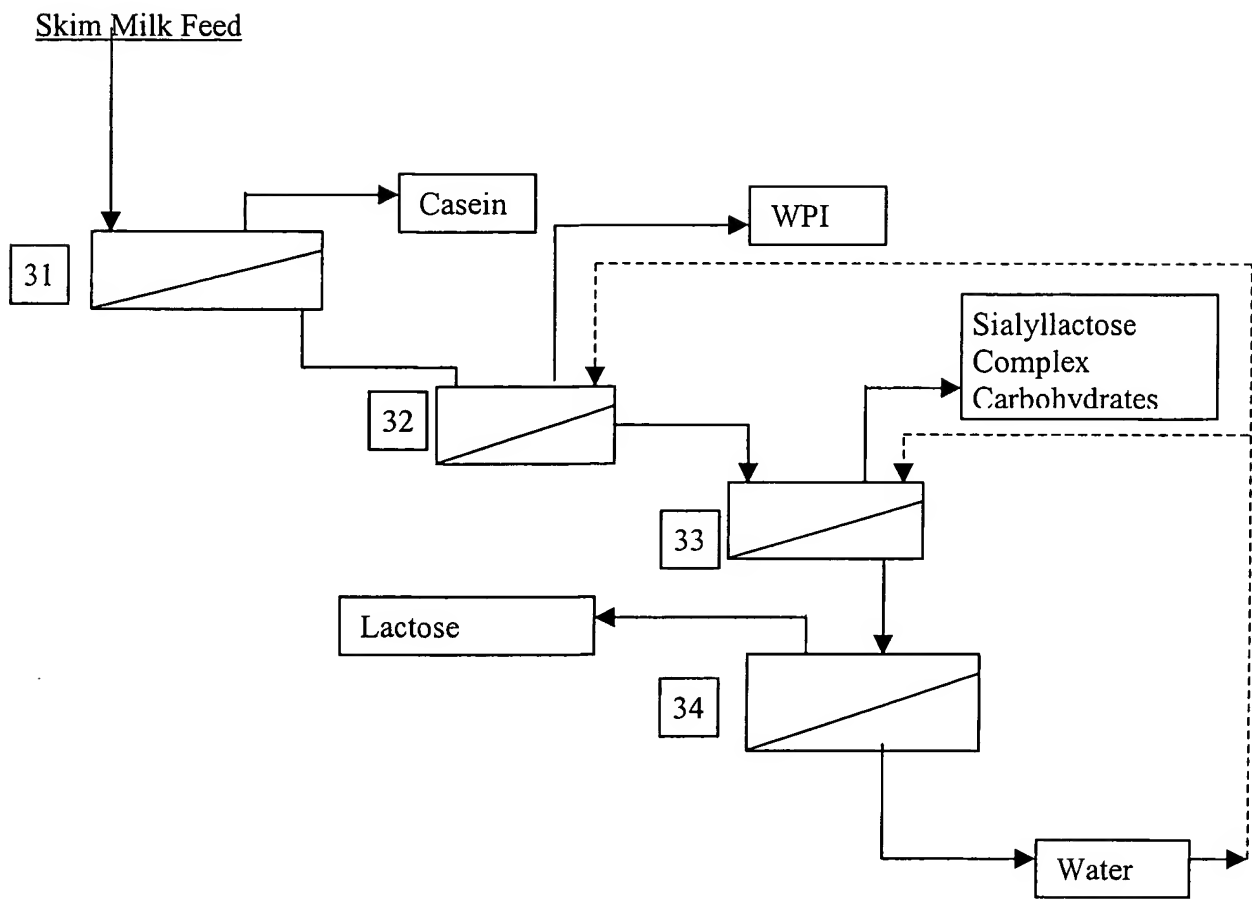 Skim Milk Feed
Casein
WPI
31
Sialyllactose
Complex
Carbohydrates
32
33
Lactose
34
Water